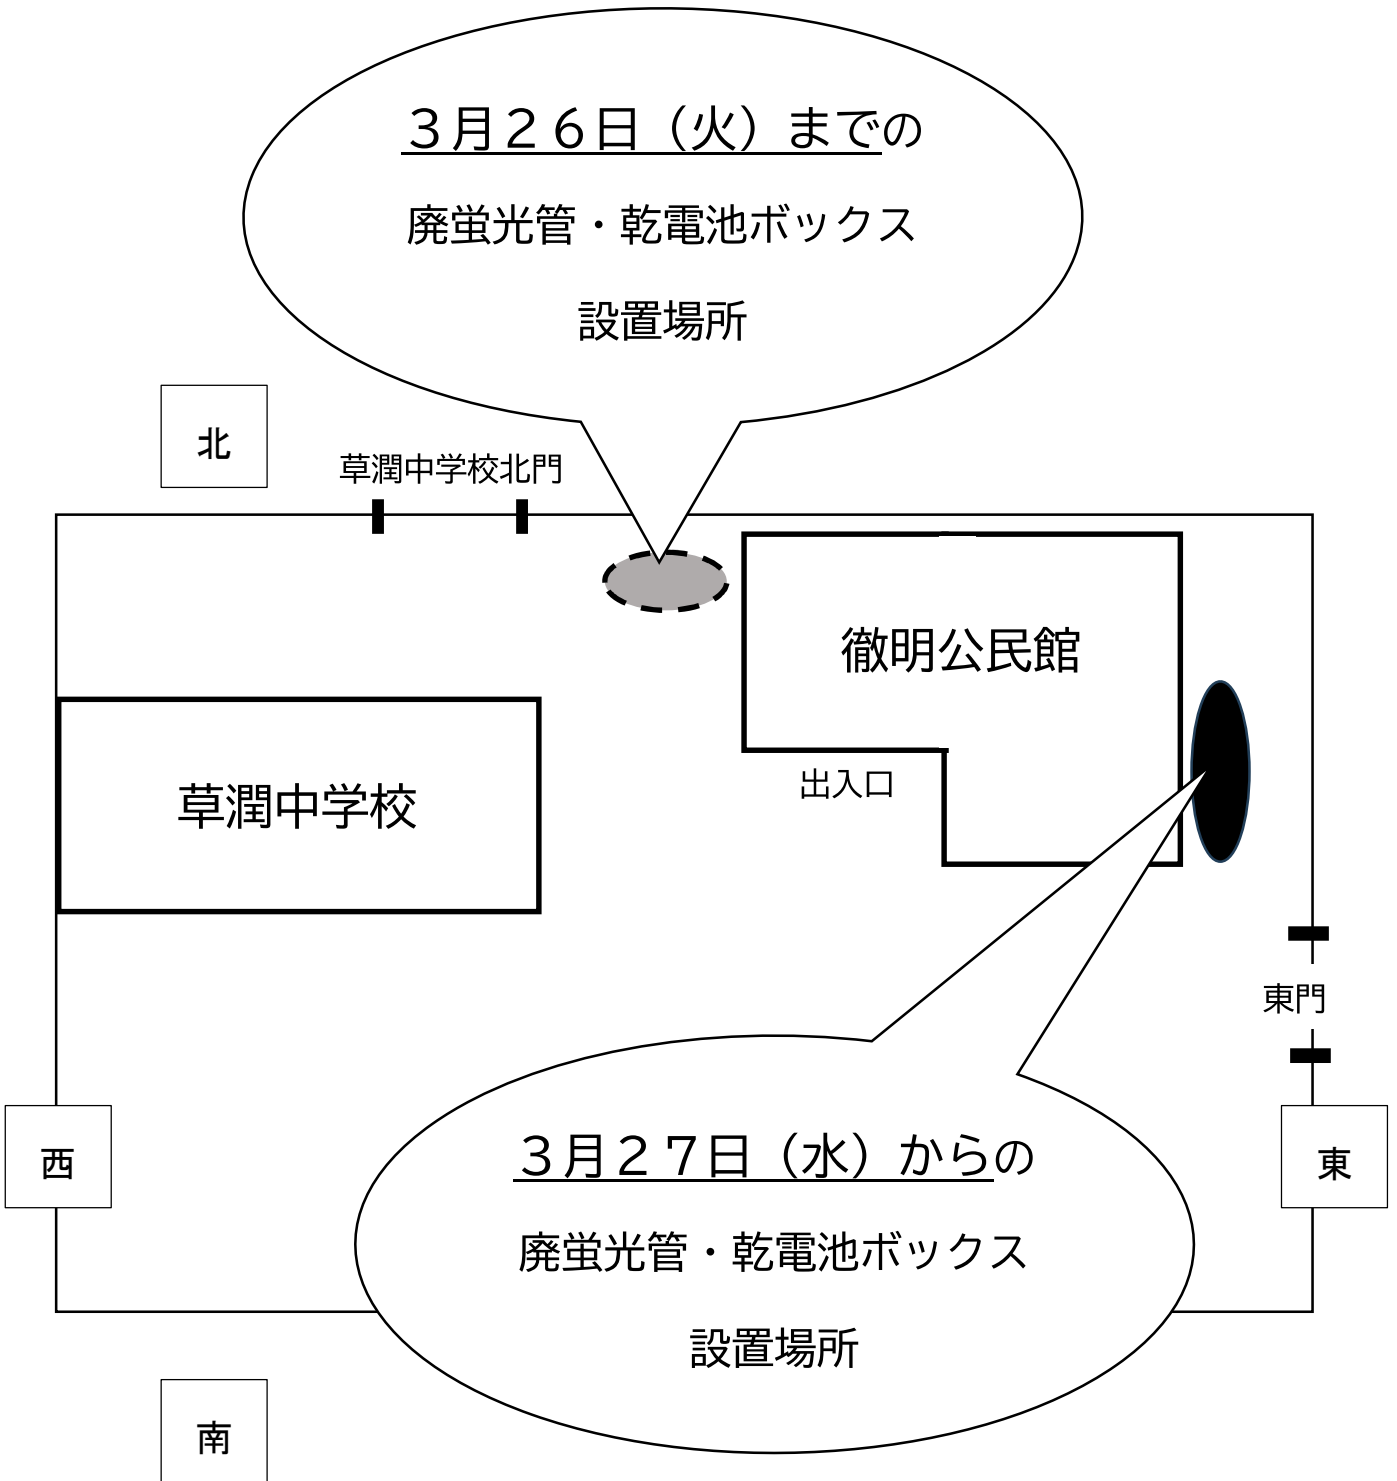 ３月２６日（火）までの
廃蛍光管・乾電池ボックス
設置場所
北
草潤中学校北門
徹明公民館
出入口
草潤中学校
東門
西
東
３月２７日（水）からの
廃蛍光管・乾電池ボックス
設置場所
南